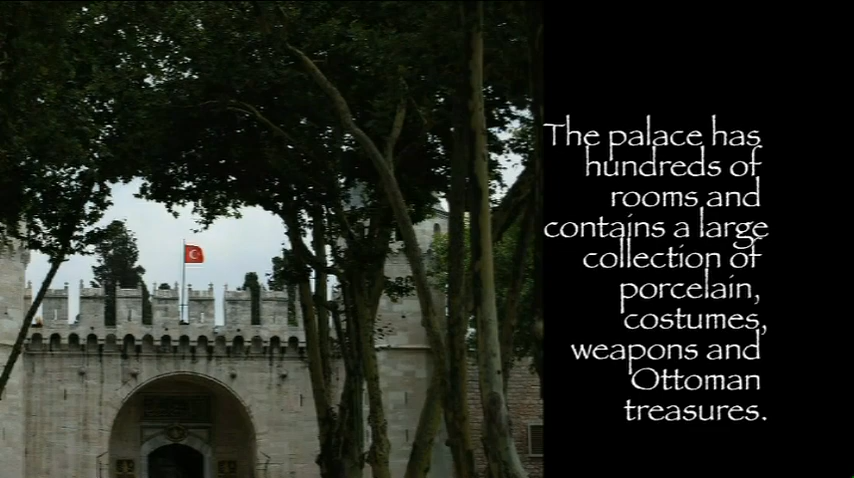 The palace has
hundreds of
rooms and
contains a large
collection of
porcelain,
costumes,
weapons and
Ottoman
treasures.